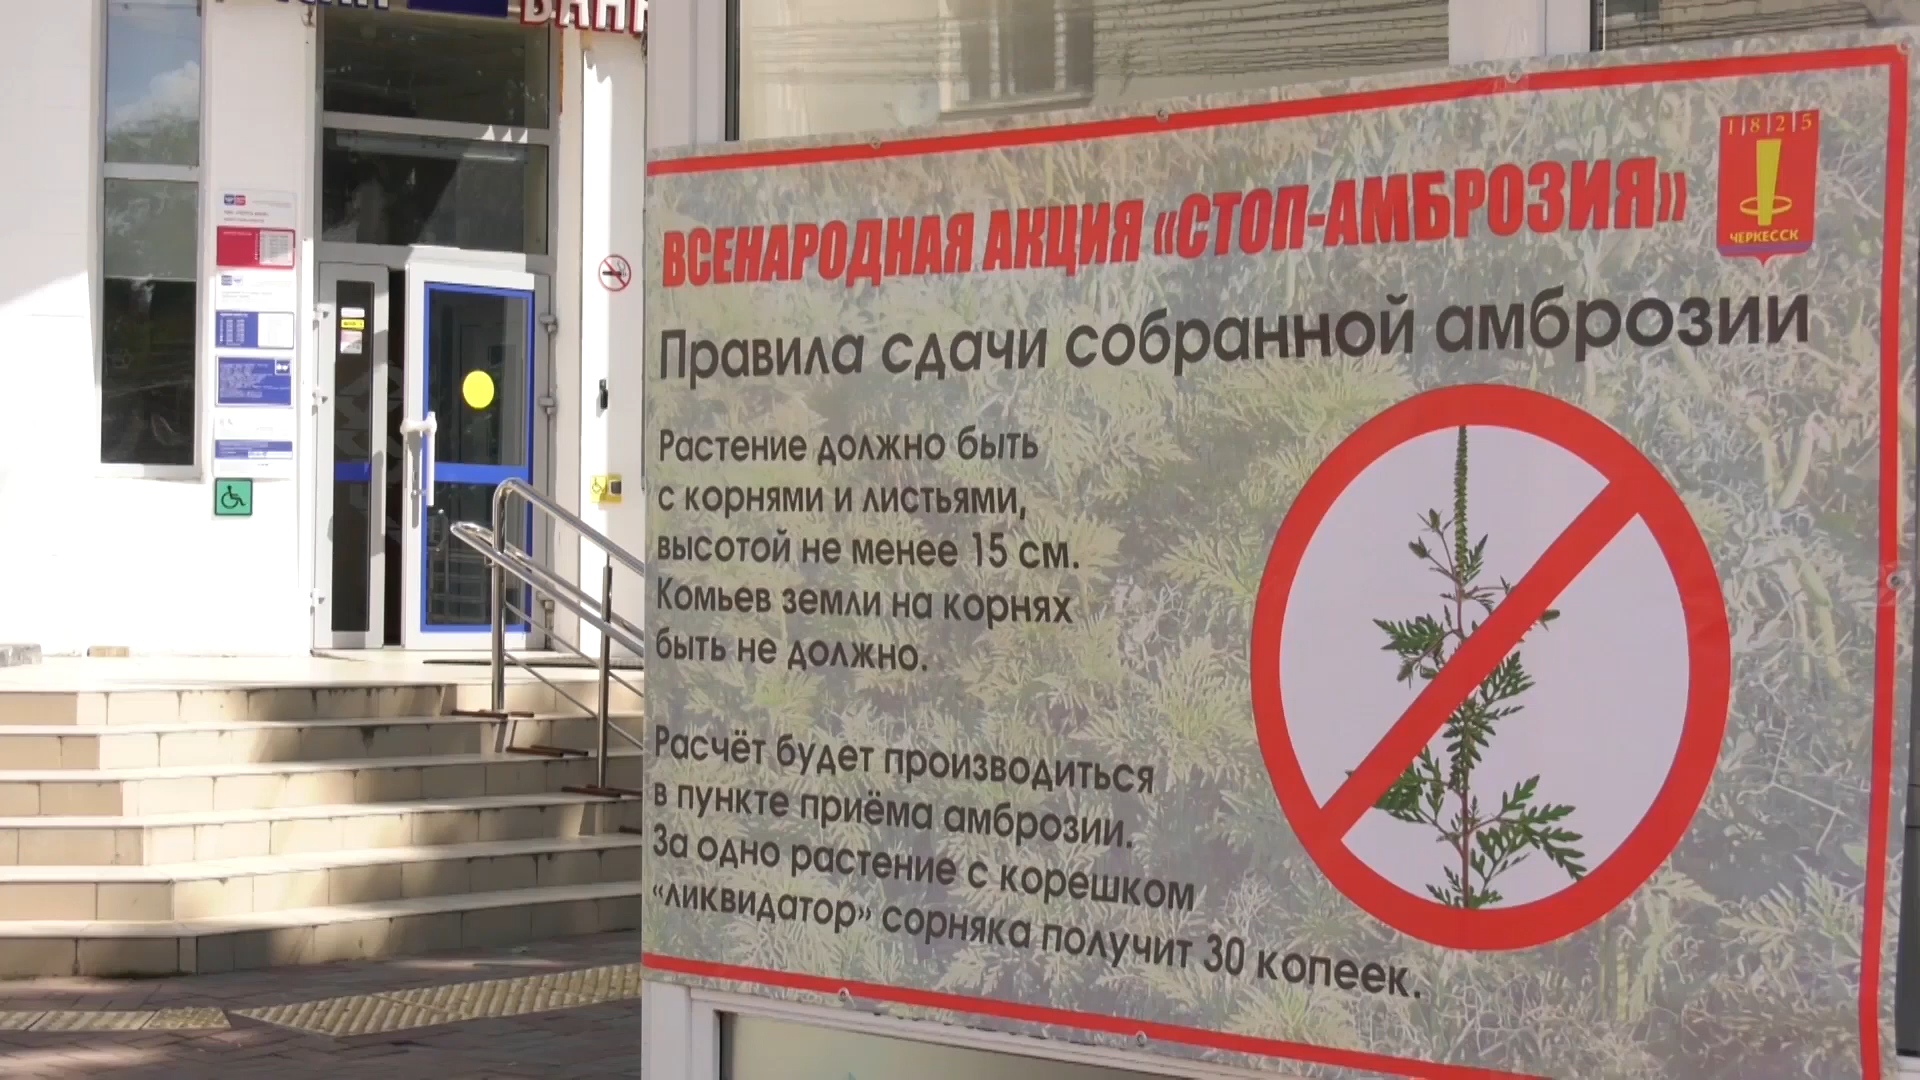 БАНК
ВСЕНАРОДНАЯ АКЦИЯ «СТОП-АМБРОЗИЯ»
1825
ЧЕРКЕССК
Правила сдачи собранной амброзии
Растение должно быть
с корнями и листьями,
высотой не менее 15 см.
Комьев земли на корнях
быть не должно.
Расчёт будет производиться
в пункте приёма амброзии.
За одно растение с корешком
«ликвидатор» сорняка получит 30 копеек.